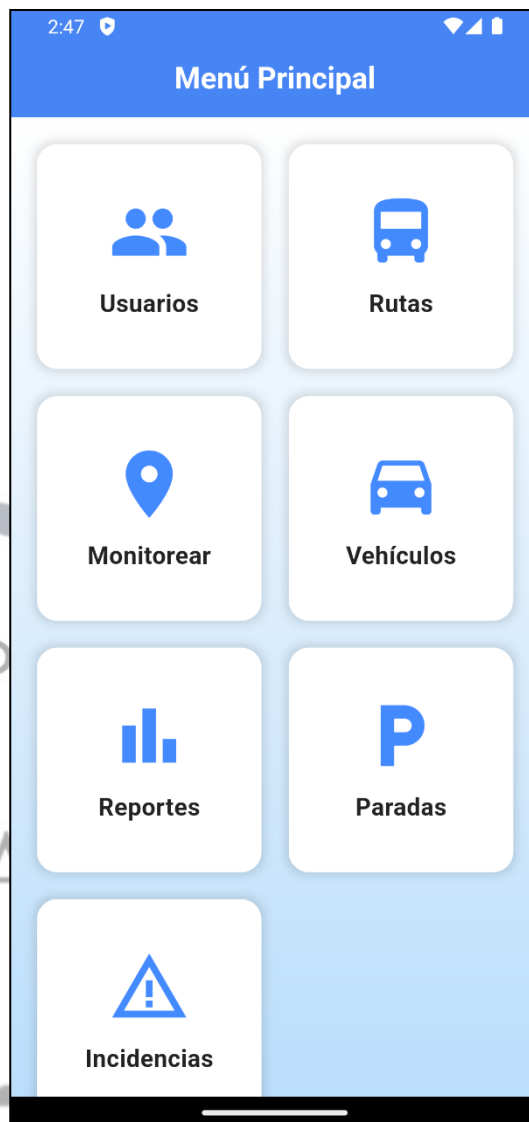 2:47
Menú Principal
Usuarios
Rutas
Monitorear
Vehículos
Reportes
Paradas
Incidencias